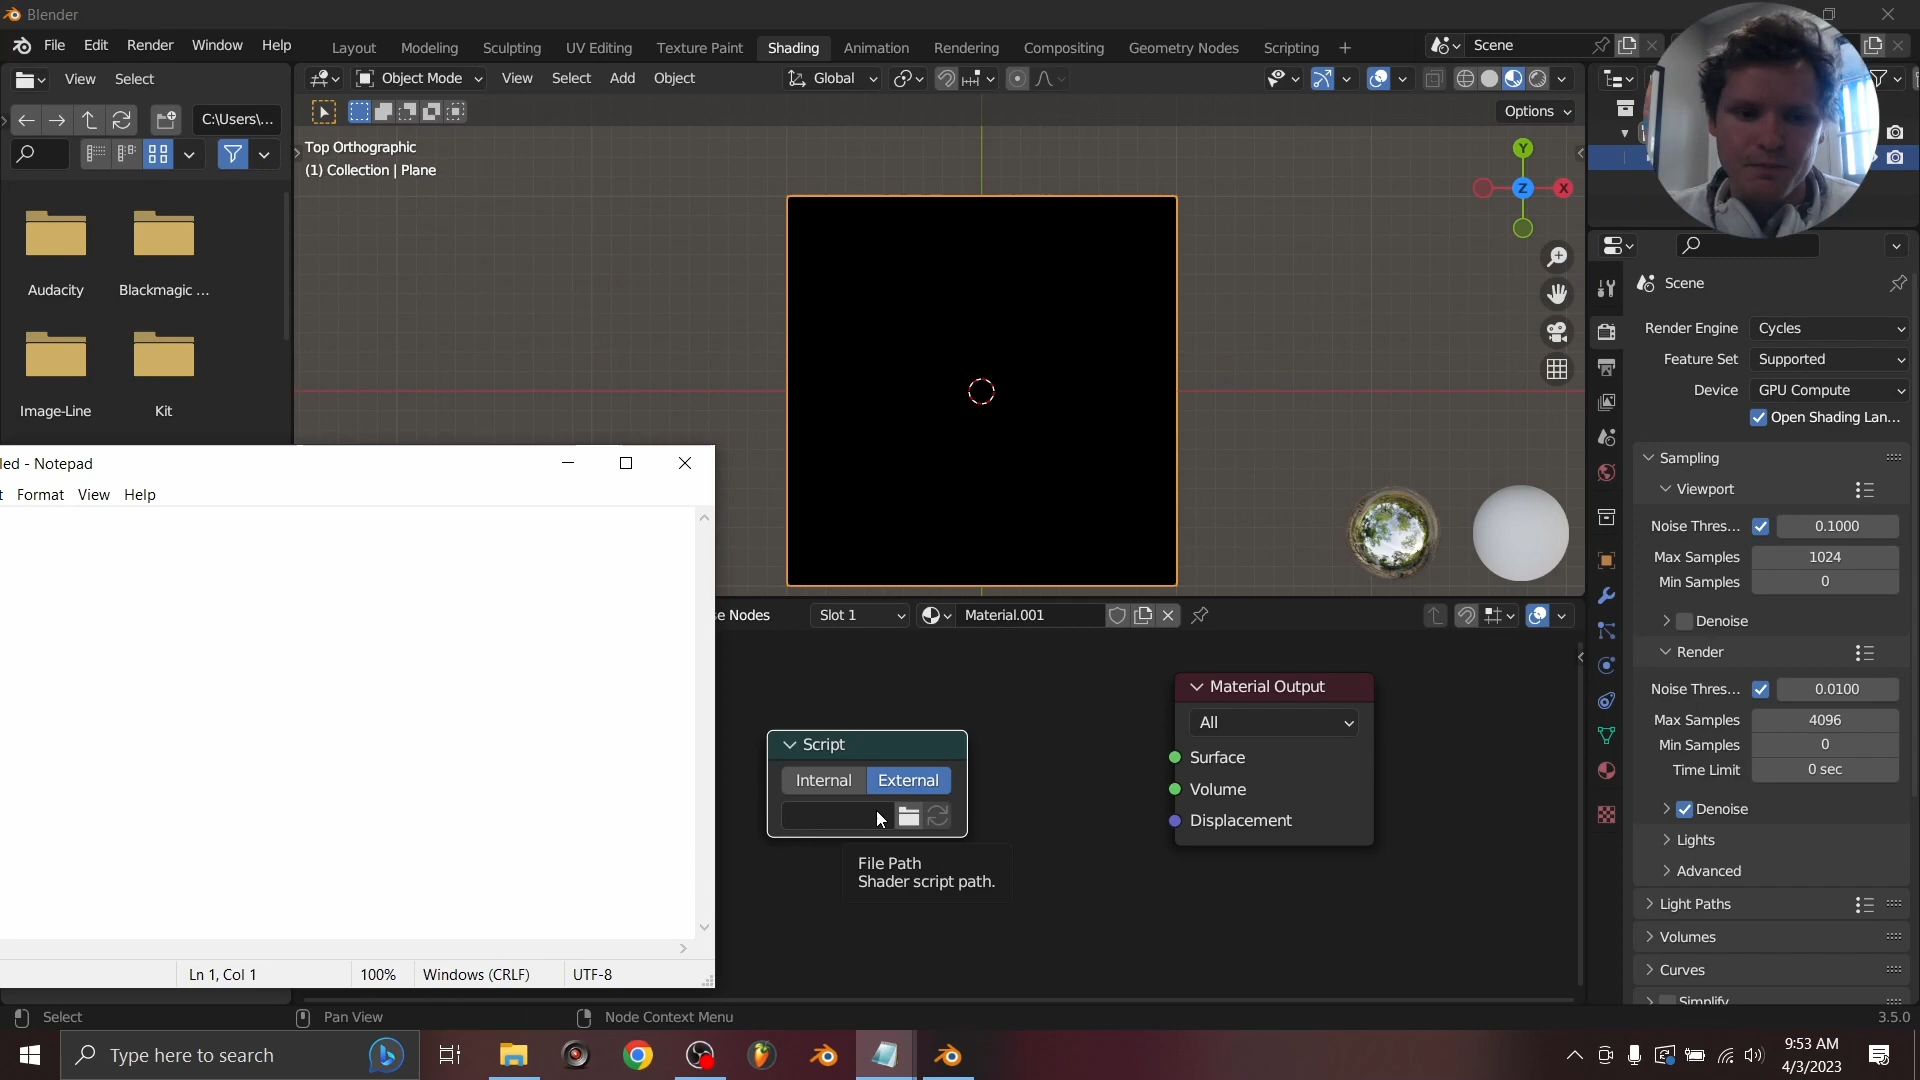 Blender
File Edit Render Window Help
Layout Modeling Sculpting UV Editing Texture Paint Shading Animation Rendering Compositing Geometry Nodes Scripting +
Scene
View Select
Object Mode View Select Add Object
Global
C:\Users\...
Options
Top Orthographic
(1) Collection | Plane
Y
Z
X
Audacity
Blackmagic ...
Image-Line
Kit
Scene
Render Engine Cycles
Feature Set Supported
Device GPU Compute
Open Shading Lan...
Sampling
Viewport
Noise Thres... 0.1000
Max Samples 1024
Min Samples 0
Denoise
Render
Noise Thres... 0.0100
Max Samples 4096
Min Samples 0
Time Limit 0 sec
Denoise
Lights
Advanced
Light Paths
Volumes
Curves
Simplify
led - Notepad
t Format View Help
Ln 1, Col 1 100% Windows (CRLF) UTF-8
e Nodes Slot 1 Material.001
Script
Internal External
File Path
Shader script path.
Material Output
All
Surface
Volume
Displacement
Select Pan View Node Context Menu 3.5.0
Type here to search
9:53 AM
4/3/2023